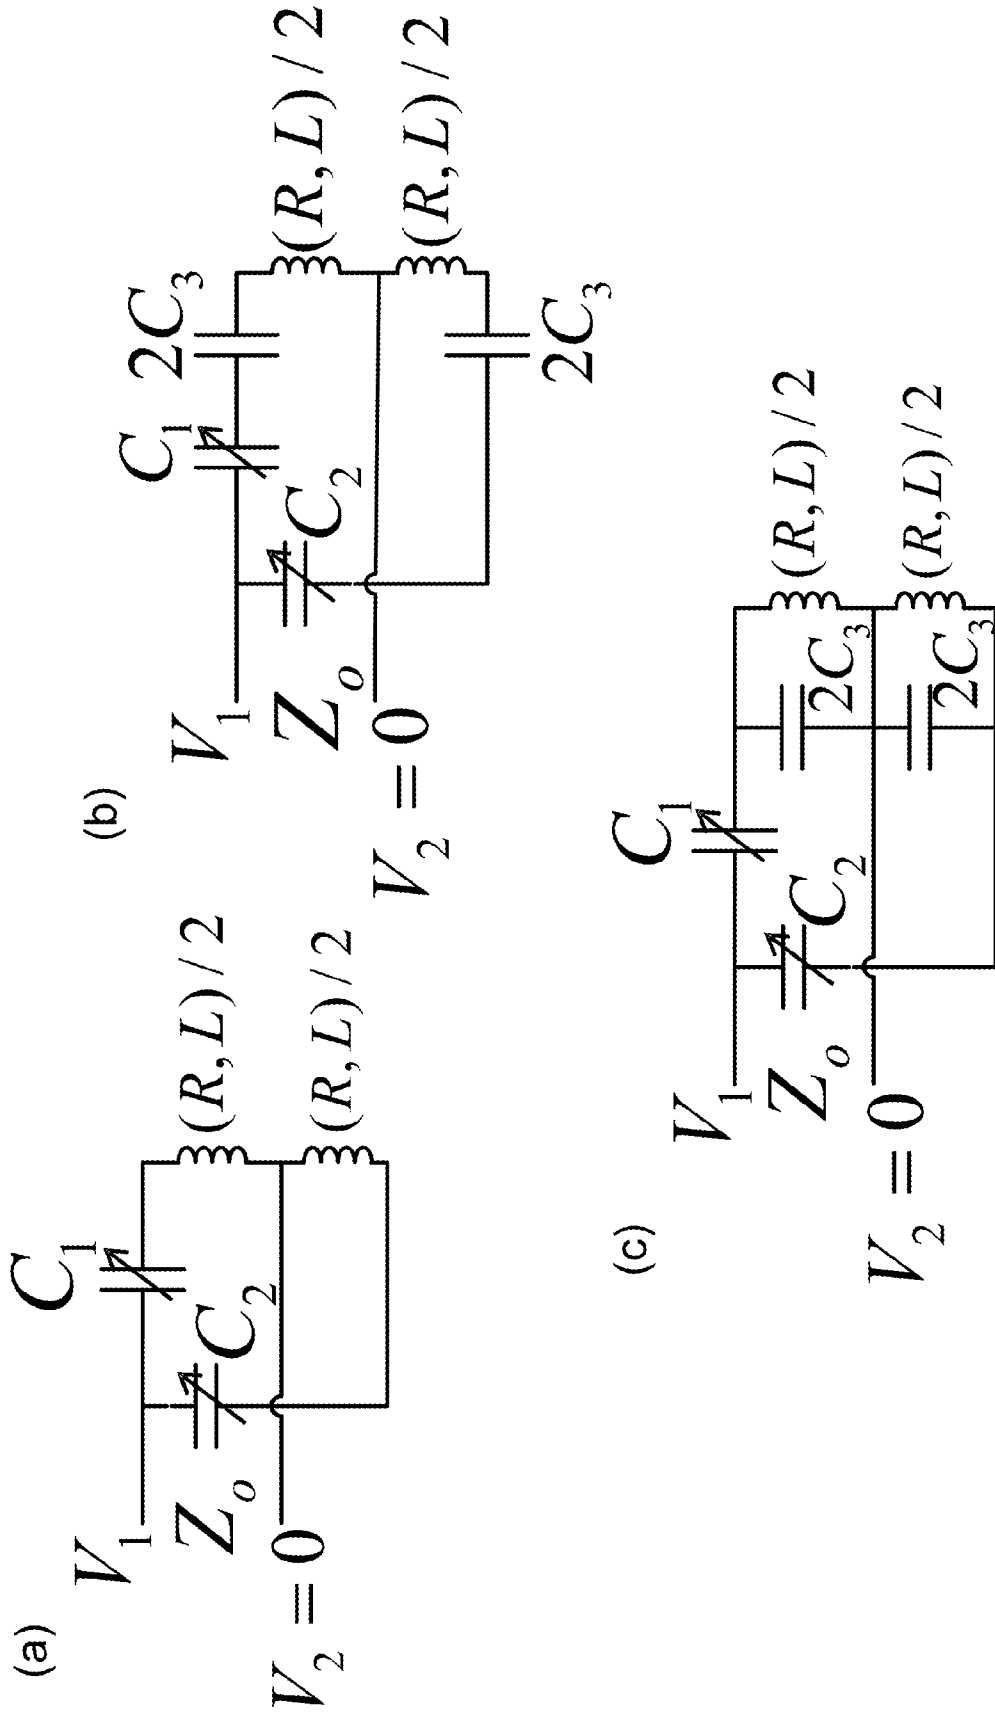 (a)
V₁
Zₒ
V₂ = 0
C₁
C₂
(R, L) / 2
(R, L) / 2
(b)
V₁
Zₒ
V₂ = 0
C₁
C₂
2C₃
2C₃
(R, L) / 2
(R, L) / 2
(c)
V₁
Zₒ
V₂ = 0
C₁
C₂
2C₃
2C₃
(R, L) / 2
(R, L) / 2